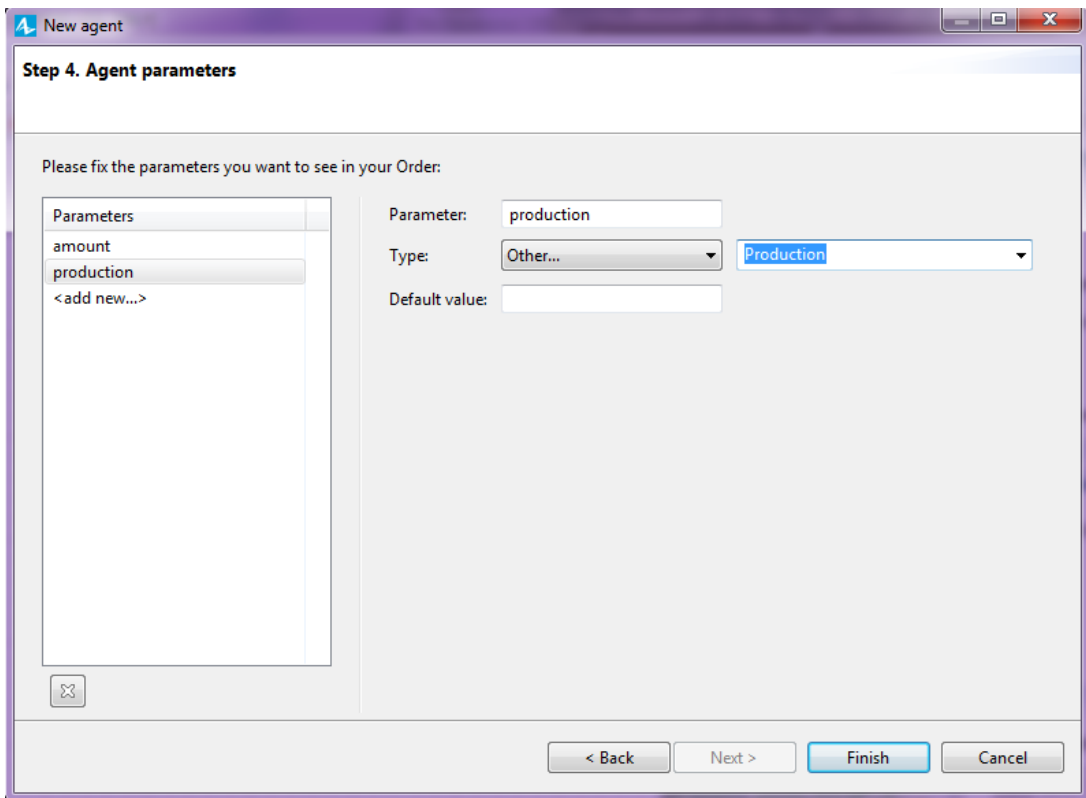 New agent
Step 4. Agent parameters
Please fix the parameters you want to see in your Order:
Parameters
amount
production
<add new...>
Parameter: production
Type: Other... Production
Default value:
< Back Next > Finish Cancel